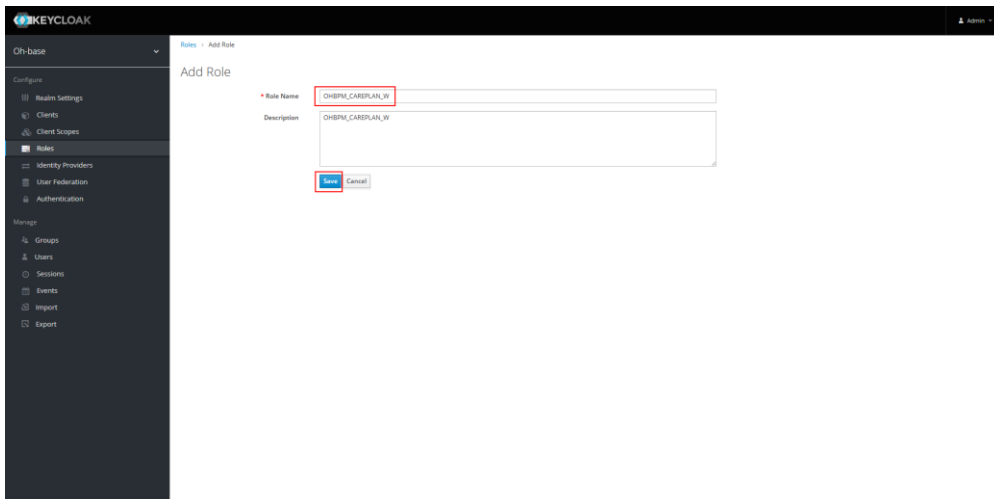 KEYCLOAK
Admin
Oh-base
Roles > Add Role
Configure
Add Role
Realm Settings
* Role Name OHBPM_CAREPLAN_W
Clients
Description OHBPM_CAREPLAN_W
Client Scopes
Roles
Identity Providers
User Federation
Save Cancel
Authentication
Manage
Groups
Users
Sessions
Events
Import
Export